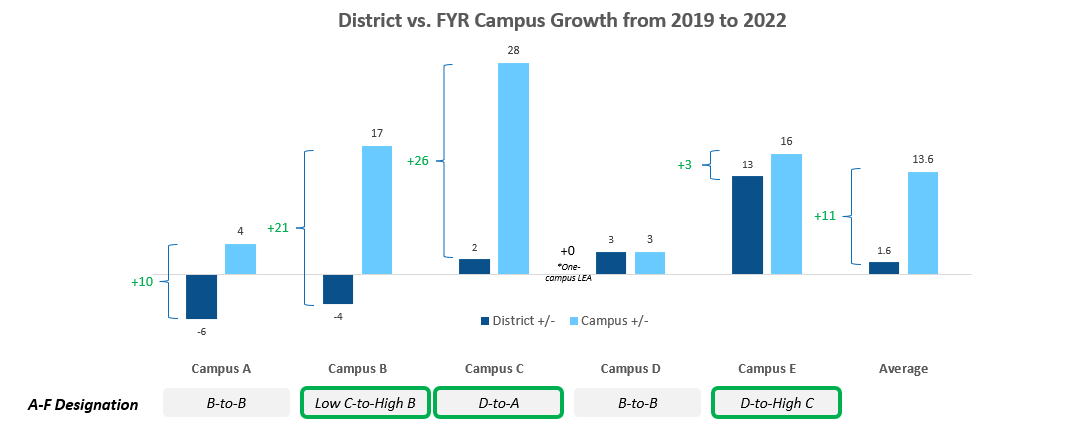 District vs. FYR Campus Growth from 2019 to 2022
28
17
+26
16
13.6
+3
13
4
+21
+11
+0
3
3
2
1.6
*One-
campus LEA
+10
-4
-6
District +/-
Campus +/-
Campus A
Campus B
Campus C
Campus D
Campus E
Average
A-F Designation
B-to-B
Low C-to-High B
D-to-A
B-to-B
D-to-High C